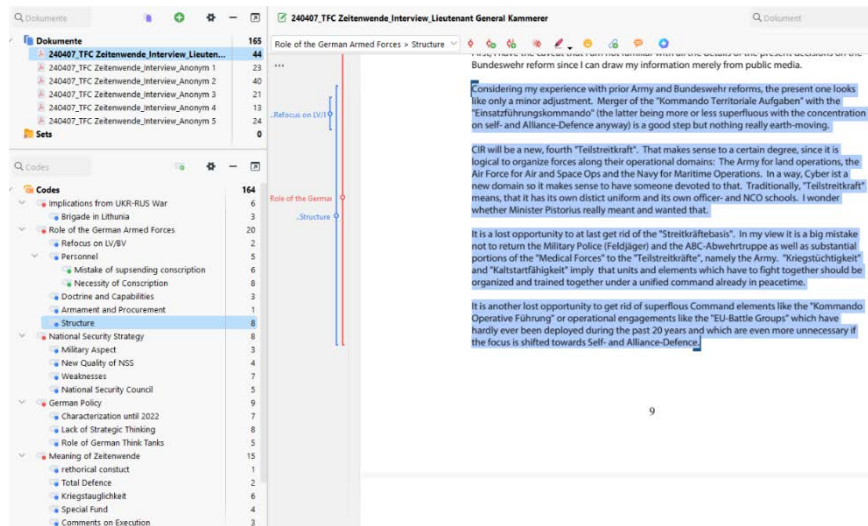 Dokumente
240407_TFC Zeitenwende_Interview_Lieutenant General Kammerer
Dokument
Dokumente 165
240407_TFC Zeitenwende_Interview_Lieuten... 44
240407_TFC Zeitenwende_Interview_Anonym 1 23
240407_TFC Zeitenwende_Interview_Anonym 2 40
240407_TFC Zeitenwende_Interview_Anonym 3 21
240407_TFC Zeitenwende_Interview_Anonym 4 13
240407_TFC Zeitenwende_Interview_Anonym 5 24
Sets 0
Codes
Codes 164
Implications from UKR-RUS War 6
Brigade in Lithunia 3
Role of the German Armed Forces 20
Refocus on LV/BV 2
Personnel 5
Mistake of supsending conscription 6
Necessity of Conscription 8
Doctrine and Capabilities 3
Armament and Procurement 1
Structure 8
National Security Strategy 7
Military Aspect 3
New Quality of NSS 4
Weaknesses 7
National Security Council 5
German Policy 9
Characterization until 2022 7
Lack of Strategic Thinking 8
Role of German Think Tanks 5
Meaning of Zeitenwende 15
rethorical constuct 1
Total Defence 2
Kriegstauglichkeit 6
Special Fund 4
Comments on Execution 3
Role of the German Armed Forces > Structure
...
..Refocus on LV/1
Role of the Germa
..Structure
Bundeswehr reform since I can draw my information merely from public media.
Considering my experience with prior Army and Bundeswehr reforms, the present one looks
like only a minor adjustment. Merger of the "Kommando Territoriale Aufgaben" with the
"Einsatzführungskommando" (the latter being more or less superfluous with the concentration
on self- and Alliance-Defence anyway) is a good step but nothing really earth-moving.
CIR will be a new, fourth "Teilstreitkraft". That makes sense to a certain degree, since it is
logical to organize forces along their operational domains: The Army for land operations, the
Air Force for Air and Space Ops and the Navy for Maritime Operations. In a way, Cyber ist a
new domain so it makes sense to have someone devoted to that. Traditionally, "Teilstreitkraft"
means, that it has its own distict uniform and its own officer- and NCO schools. I wonder
whether Minister Pistorius really meant and wanted that.
It is a lost opportunity to at last get rid of the "Streitkräftebasis". In my view it is a big mistake
not to return the Military Police (Feldjäger) and the ABC-Abwehrtruppe as well as substantial
portions of the "Medical Forces" to the "Teilstreitkräfte", namely the Army. "Kriegstüchtigkeit"
and "Kaltstartfähigkeit" imply that units and elements which have to fight together should be
organized and trained together under a unified command already in peacetime.
It is another lost opportunity to get rid of superflous Command elements like the "Kommando
Operative Führung" or operational engagements like the "EU-Battle Groups" which have
hardly ever been deployed during the past 20 years and which are even more unnecessary if
the focus is shifted towards Self- and Alliance-Defence.
9